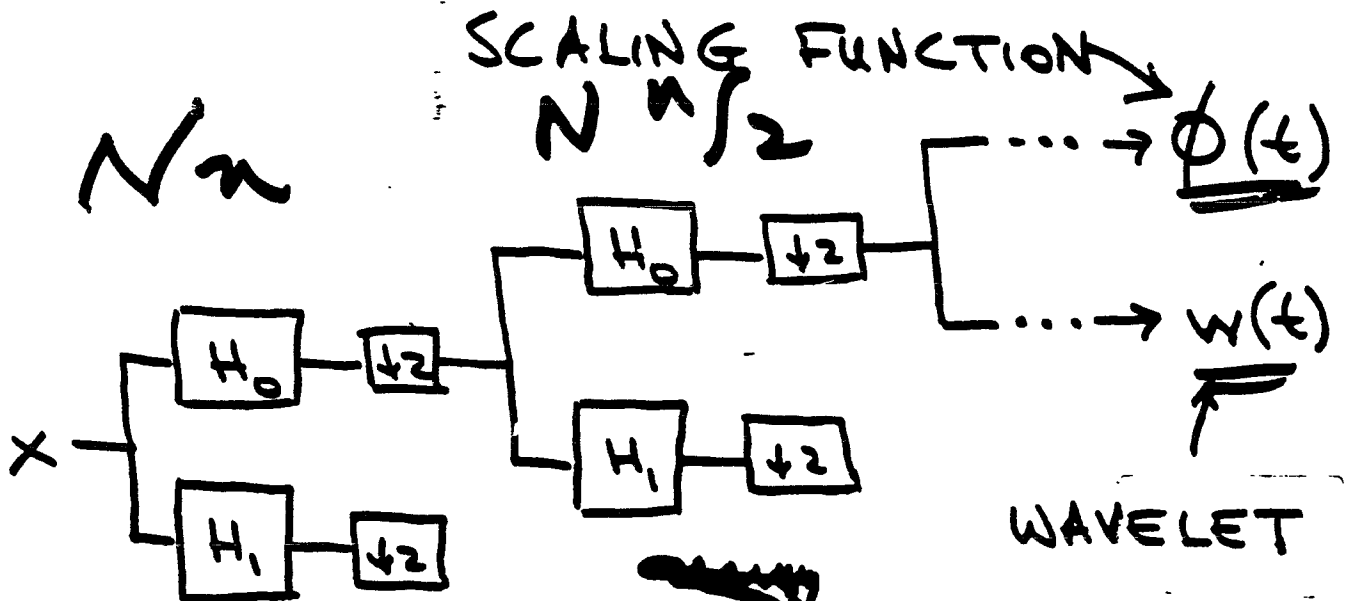 SCALING FUNCTION
N n/2
Nn
ϕ(t)
H₀ ↓2
H₀ ↓2
w(t)
X
H₁ ↓2
H₁ ↓2
WAVELET